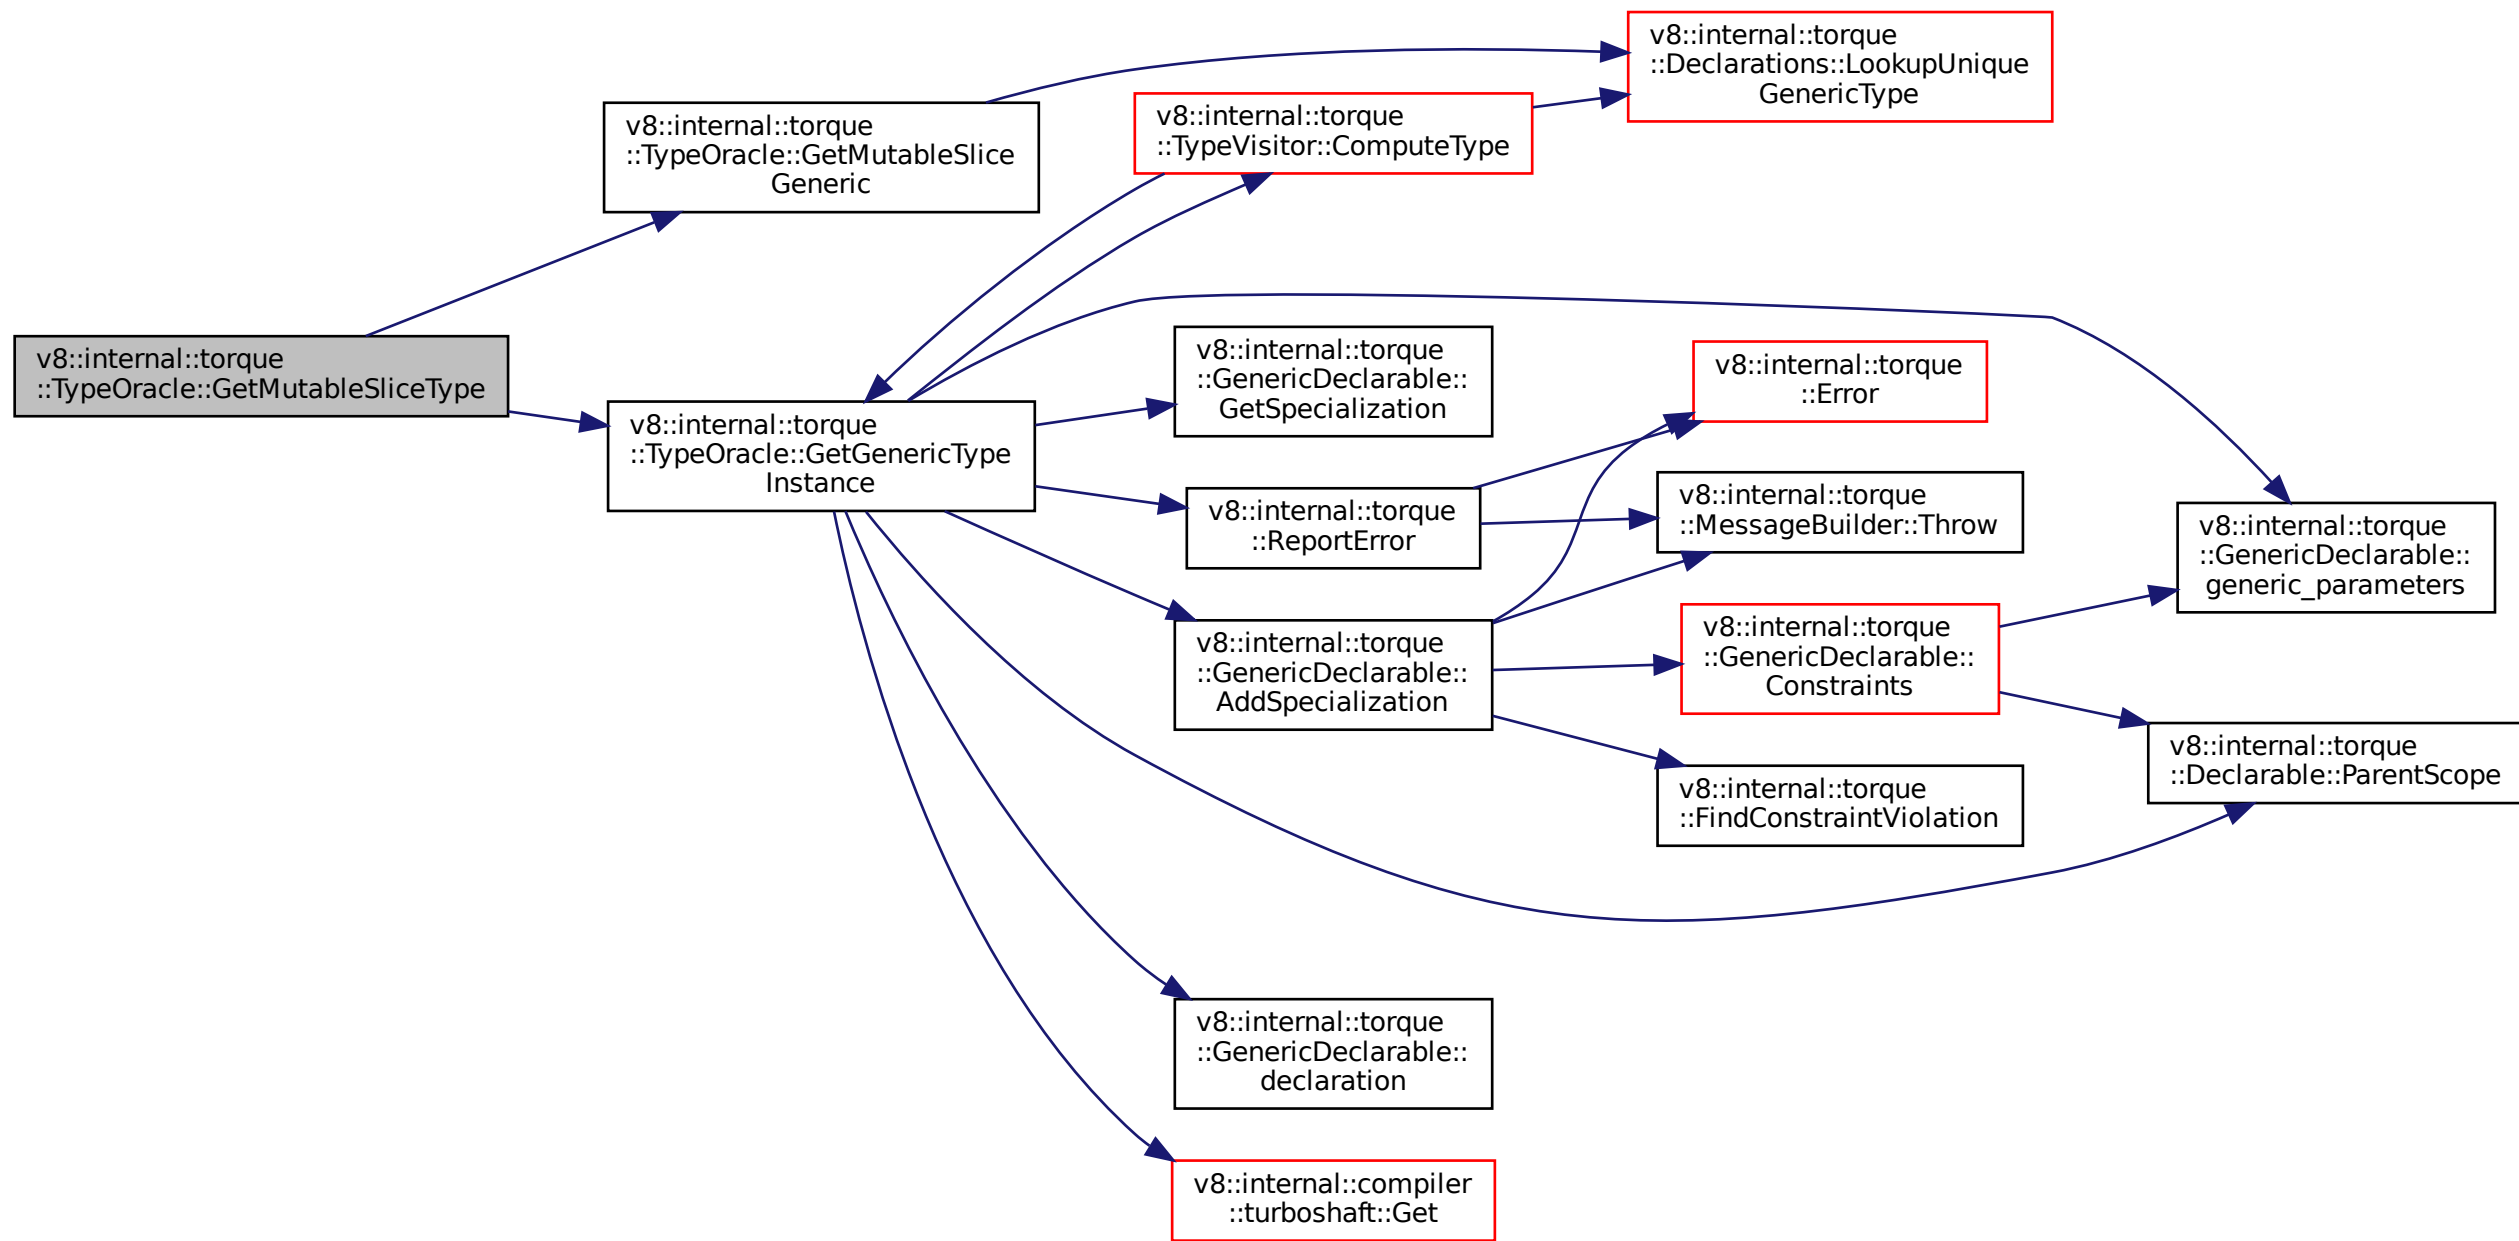 v8::internal::torque
::TypeOracle::GetMutableSliceType
v8::internal::torque
::TypeOracle::GetMutableSlice
Generic
v8::internal::torque
::TypeOracle::GetGenericType
Instance
v8::internal::torque
::TypeVisitor::ComputeType
v8::internal::torque
::Declarations::LookupUnique
GenericType
v8::internal::torque
::GenericDeclarable::
GetSpecialization
v8::internal::torque
::ReportError
v8::internal::torque
::GenericDeclarable::
AddSpecialization
v8::internal::torque
::Error
v8::internal::torque
::MessageBuilder::Throw
v8::internal::torque
::GenericDeclarable::
Constraints
v8::internal::torque
::FindConstraintViolation
v8::internal::torque
::GenericDeclarable::
generic_parameters
v8::internal::torque
::Declarable::ParentScope
v8::internal::torque
::GenericDeclarable::
declaration
v8::internal::compiler
::turboshaft::Get